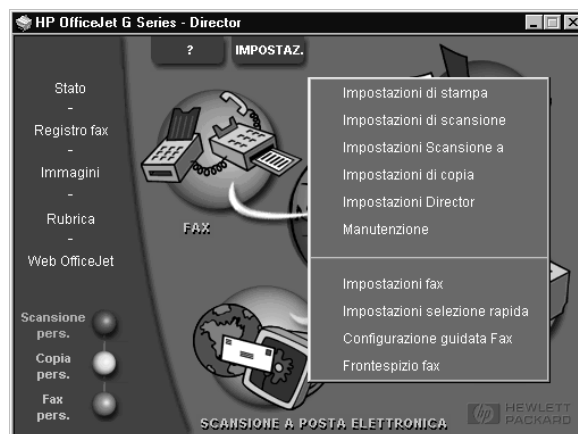 HP OfficeJet G Series - Director
?
IMPOSTAZ.
Stato
-
Registro fax
-
Immagini
-
Rubrica
-
Web OfficeJet
Scansione
pers.
Copia
pers.
Fax
pers.
FAX
Impostazioni di stampa
Impostazioni di scansione
Impostazioni Scansione a
Impostazioni di copia
Impostazioni Director
Manutenzione
Impostazioni fax
Impostazioni selezione rapida
Configurazione guidata Fax
Frontespizio fax
SCANSIONE A POSTA ELETTRONICA
hp HEWLETT
PACKARD